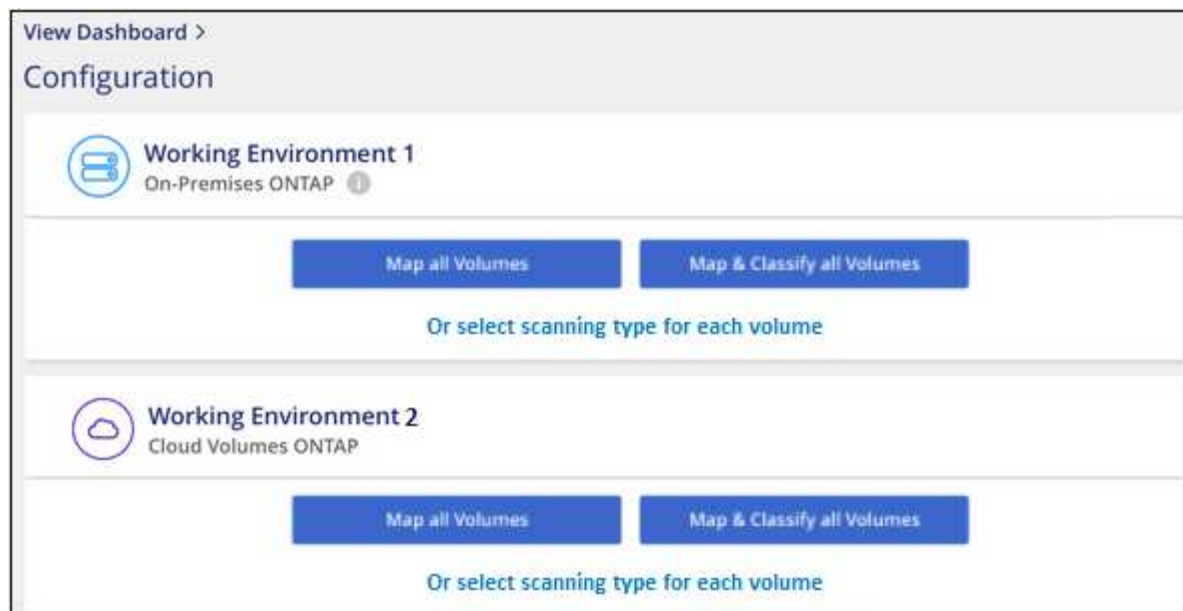 View Dashboard >
Configuration
Working Environment 1
On-Premises ONTAP i
Map all Volumes Map & Classify all Volumes
Or select scanning type for each volume
Working Environment 2
Cloud Volumes ONTAP
Map all Volumes Map & Classify all Volumes
Or select scanning type for each volume